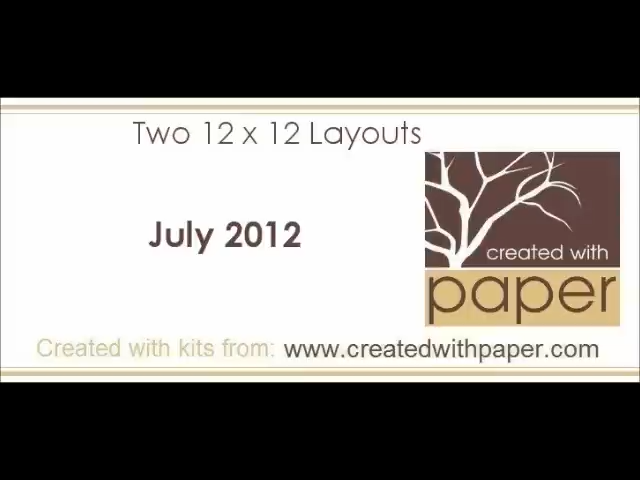 Two 12 x 12 Layouts
July 2012
created with
paper
Created with kits from: www.createdwithpaper.com